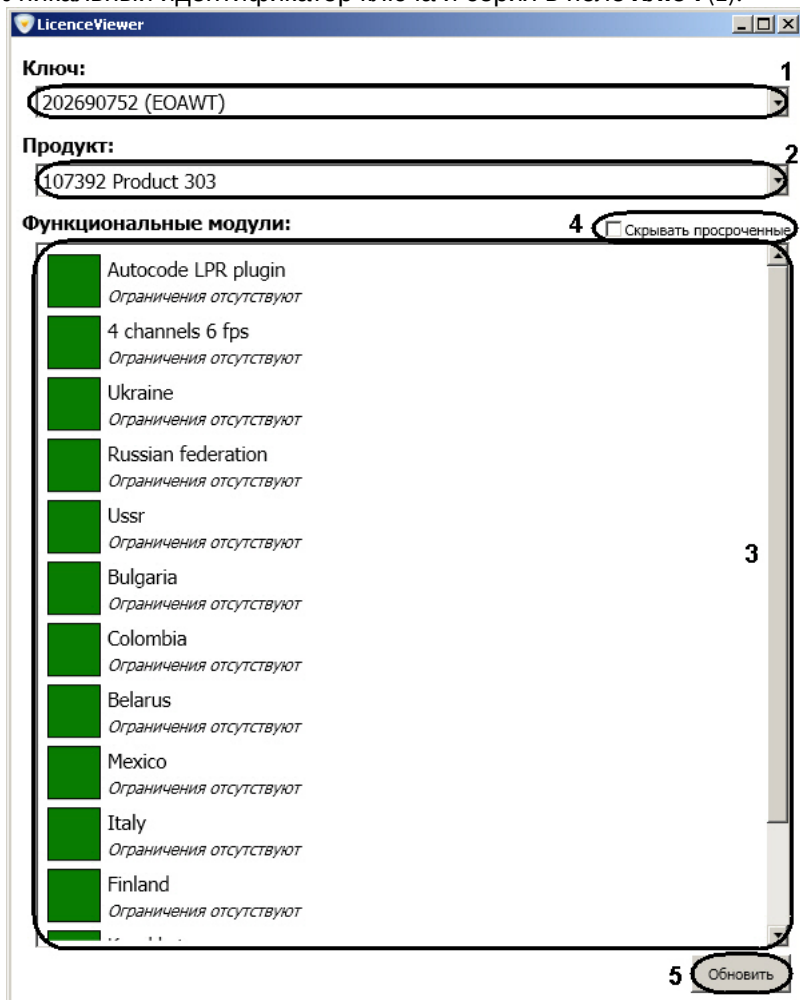 LicenceViewer
Ключ:
1
202690752 (EOAWT)
Продукт:
2
107392 Product 303
Функциональные модули:
4
Скрывать просроченные
Autocode LPR plugin
Ограничения отсутствуют
4 channels 6 fps
Ограничения отсутствуют
Ukraine
Ограничения отсутствуют
Russian federation
Ограничения отсутствуют
Ussr
Ограничения отсутствуют
3
Bulgaria
Ограничения отсутствуют
Colombia
Ограничения отсутствуют
Belarus
Ограничения отсутствуют
Mexico
Ограничения отсутствуют
Italy
Ограничения отсутствуют
Finland
Ограничения отсутствуют
5
Обновить